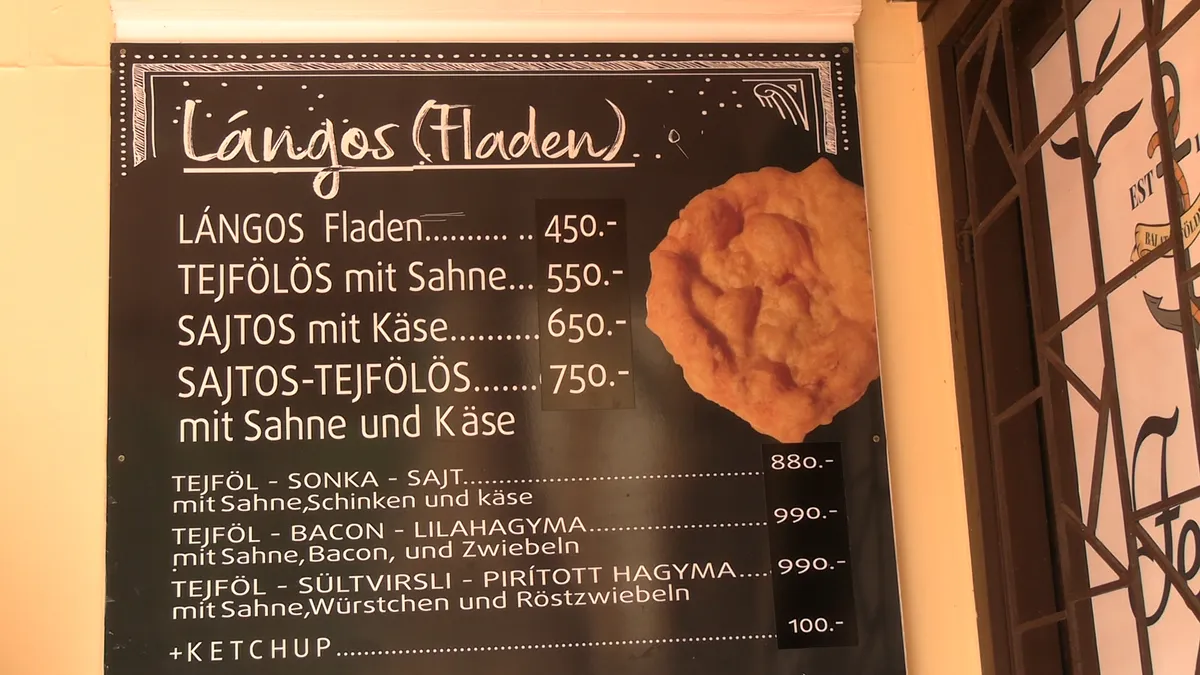 Lángos (Fladen)
LÁNGOS Fladen.......... .. 450.-
TEJFÖLÖS mit Sahne... 550.-
SAJTOS mit Käse.......... 650.-
SAJTOS-TEJFÖLÖS....... 750.-
mit Sahne und Käse
TEJFÖL - SONKA - SAJT.................................... 880.-
mit Sahne,Schinken und käse
TEJFÖL - BACON - LILAHAGYMA...................... 990.-
mit Sahne,Bacon, und Zwiebeln
TEJFÖL - SÜLTVIRSLI - PIRÍTOTT HAGYMA.... 990.-
mit Sahne,Würstchen und Röstzwiebeln
+KETCHUP...................................................... 100.-
EST